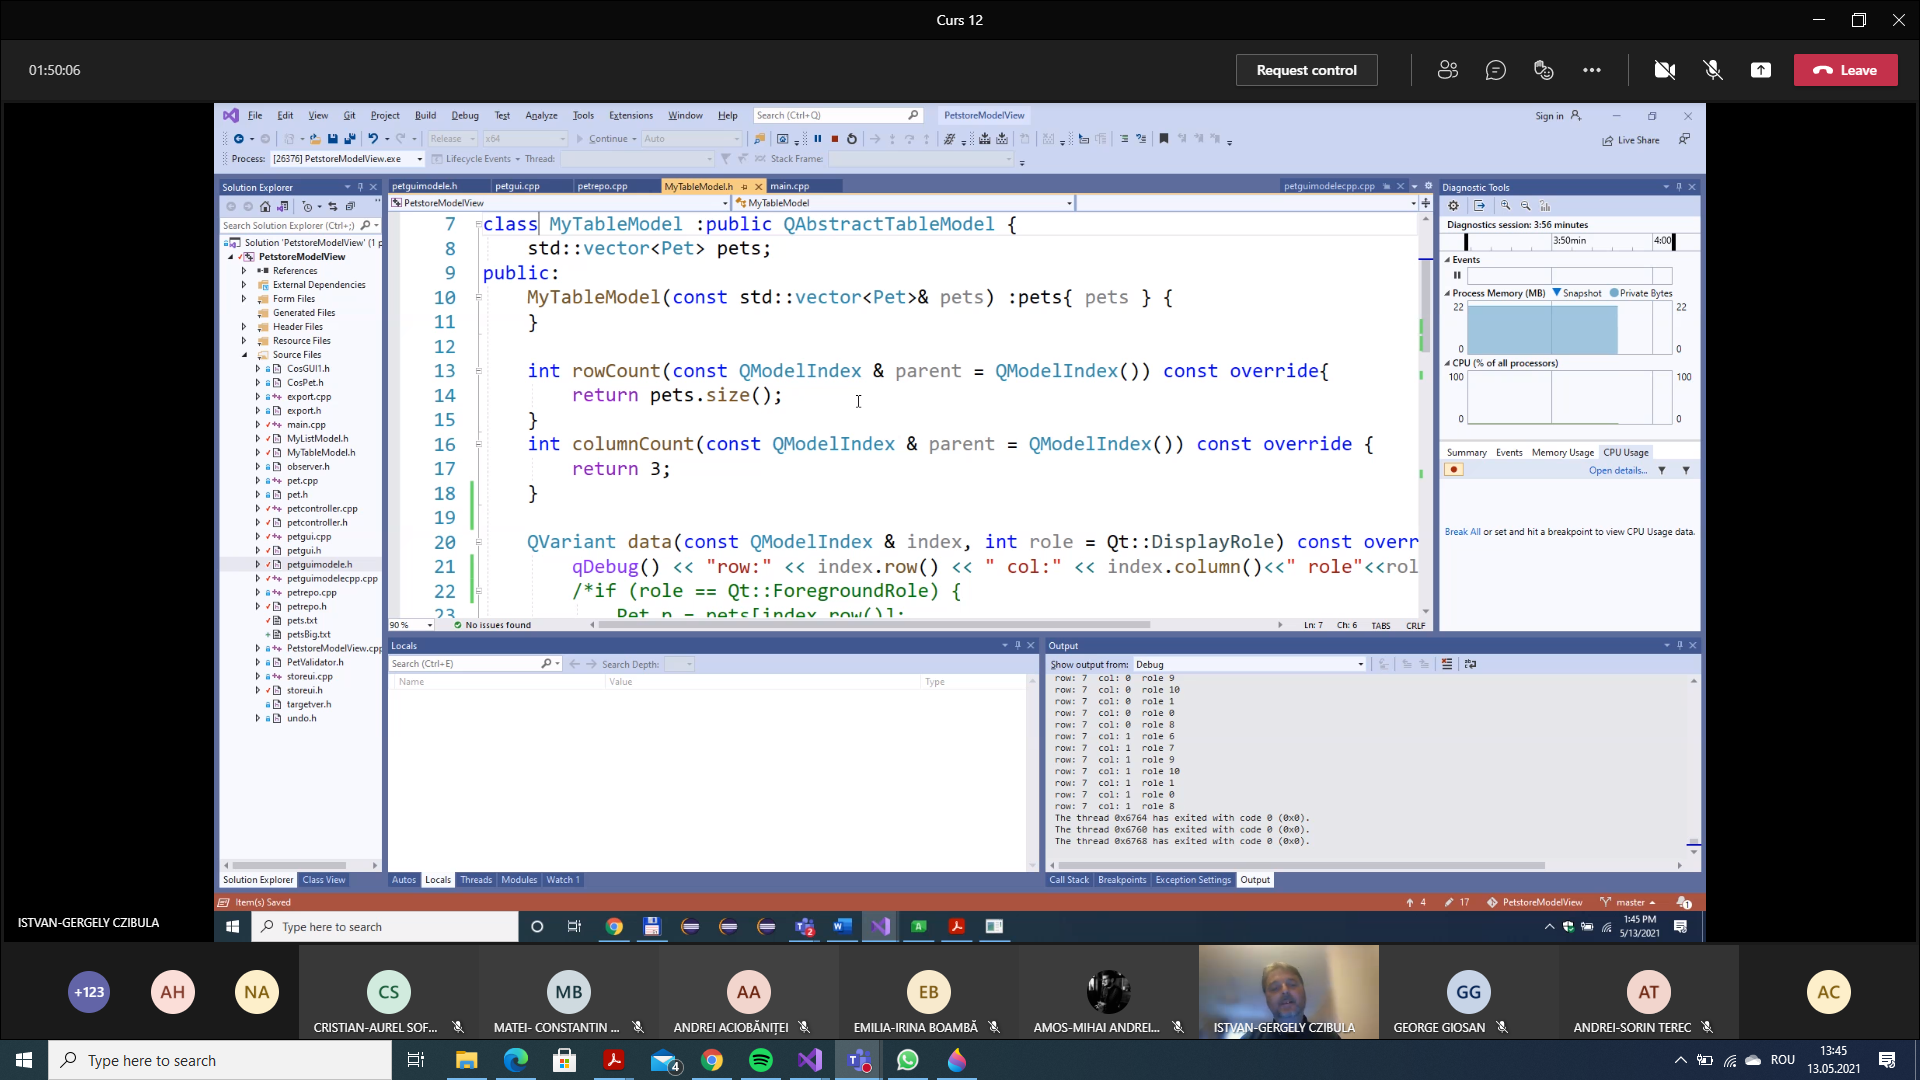 Curs 12
01:50:06
Request control
Leave
File Edit View Git Project Build Debug Test Analyze Tools Extensions Window Help Search (Ctrl+Q) PetstoreModelView Sign in
Release x64 Continue Auto
Live Share
Process: [26376] PetstoreModelView.exe Lifecycle Events Thread: Stack Frame:
Solution Explorer
Search Solution Explorer (Ctrl+;)
Solution 'PetstoreModelView' (1 p
PetstoreModelView
References
External Dependencies
Form Files
Generated Files
Header Files
Resource Files
Source Files
CosGUI1.h
CosPet.h
export.cpp
export.h
main.cpp
MyListModel.h
MyTableModel.h
observer.h
pet.cpp
pet.h
petcontroller.cpp
petcontroller.h
petgui.cpp
petgui.h
petguimodele.h
petguimodelecpp.cpp
petrepo.cpp
petrepo.h
pets.txt
petsBig.txt
PetstoreModelView.cpp
PetValidator.h
storeui.cpp
storeui.h
targetver.h
undo.h
Solution Explorer Class View
petguimodele.h petgui.cpp petrepo.cpp MyTableModel.h main.cpp petguimodelecpp.cpp
PetstoreModelView MyTableModel
7 class MyTableModel :public QAbstractTableModel {
8 std::vector<Pet> pets;
9 public:
10 MyTableModel(const std::vector<Pet>& pets) :pets{ pets } {
11 }
12
13 int rowCount(const QModelIndex & parent = QModelIndex()) const override{
14 return pets.size();
15 }
16 int columnCount(const QModelIndex & parent = QModelIndex()) const override {
17 return 3;
18 }
19
20 QVariant data(const QModelIndex & index, int role = Qt::DisplayRole) const overr
21 qDebug() << "row:" << index.row() << " col:" << index.column()<<" role"<<rol
22 /*if (role == Qt::ForegroundRole) {
23 Pet p = pets[index.row()];
90 % No issues found Ln: 7 Ch: 6 TABS CRLF
Diagnostic Tools
Diagnostics session: 3:56 minutes
3:50min 4:00
Events
Process Memory (MB) Snapshot Private Bytes
22 22
0 0
CPU (% of all processors)
100 100
0 0
Summary Events Memory Usage CPU Usage
Open details...
Break All or set and hit a breakpoint to view CPU Usage data.
Locals
Search (Ctrl+E) Search Depth:
Name Value Type
Autos Locals Threads Modules Watch 1
Output
Show output from: Debug
row: 7 col: 0 role 9
row: 7 col: 0 role 10
row: 7 col: 0 role 1
row: 7 col: 0 role 0
row: 7 col: 0 role 8
row: 7 col: 1 role 6
row: 7 col: 1 role 7
row: 7 col: 1 role 9
row: 7 col: 1 role 10
row: 7 col: 1 role 1
row: 7 col: 1 role 0
row: 7 col: 1 role 8
The thread 0x6764 has exited with code 0 (0x0).
The thread 0x6760 has exited with code 0 (0x0).
The thread 0x6768 has exited with code 0 (0x0).
Call Stack Breakpoints Exception Settings Output
Item(s) Saved 4 17 PetstoreModelView master 1
ISTVAN-GERGELY CZIBULA
Type here to search
2
1:45 PM
5/13/2021
+123 AH NA CS MB AA EB GG AT AC
CRISTIAN-AUREL SOF... MATEI- CONSTANTIN ... ANDREI ACIOBĂNIȚEI EMILIA-IRINA BOAMBĂ AMOS-MIHAI ANDREI... ISTVAN-GERGELY CZIBULA GEORGE GIOSAN ANDREI-SORIN TEREC
Type here to search
4
ROU
13:45
13.05.2021